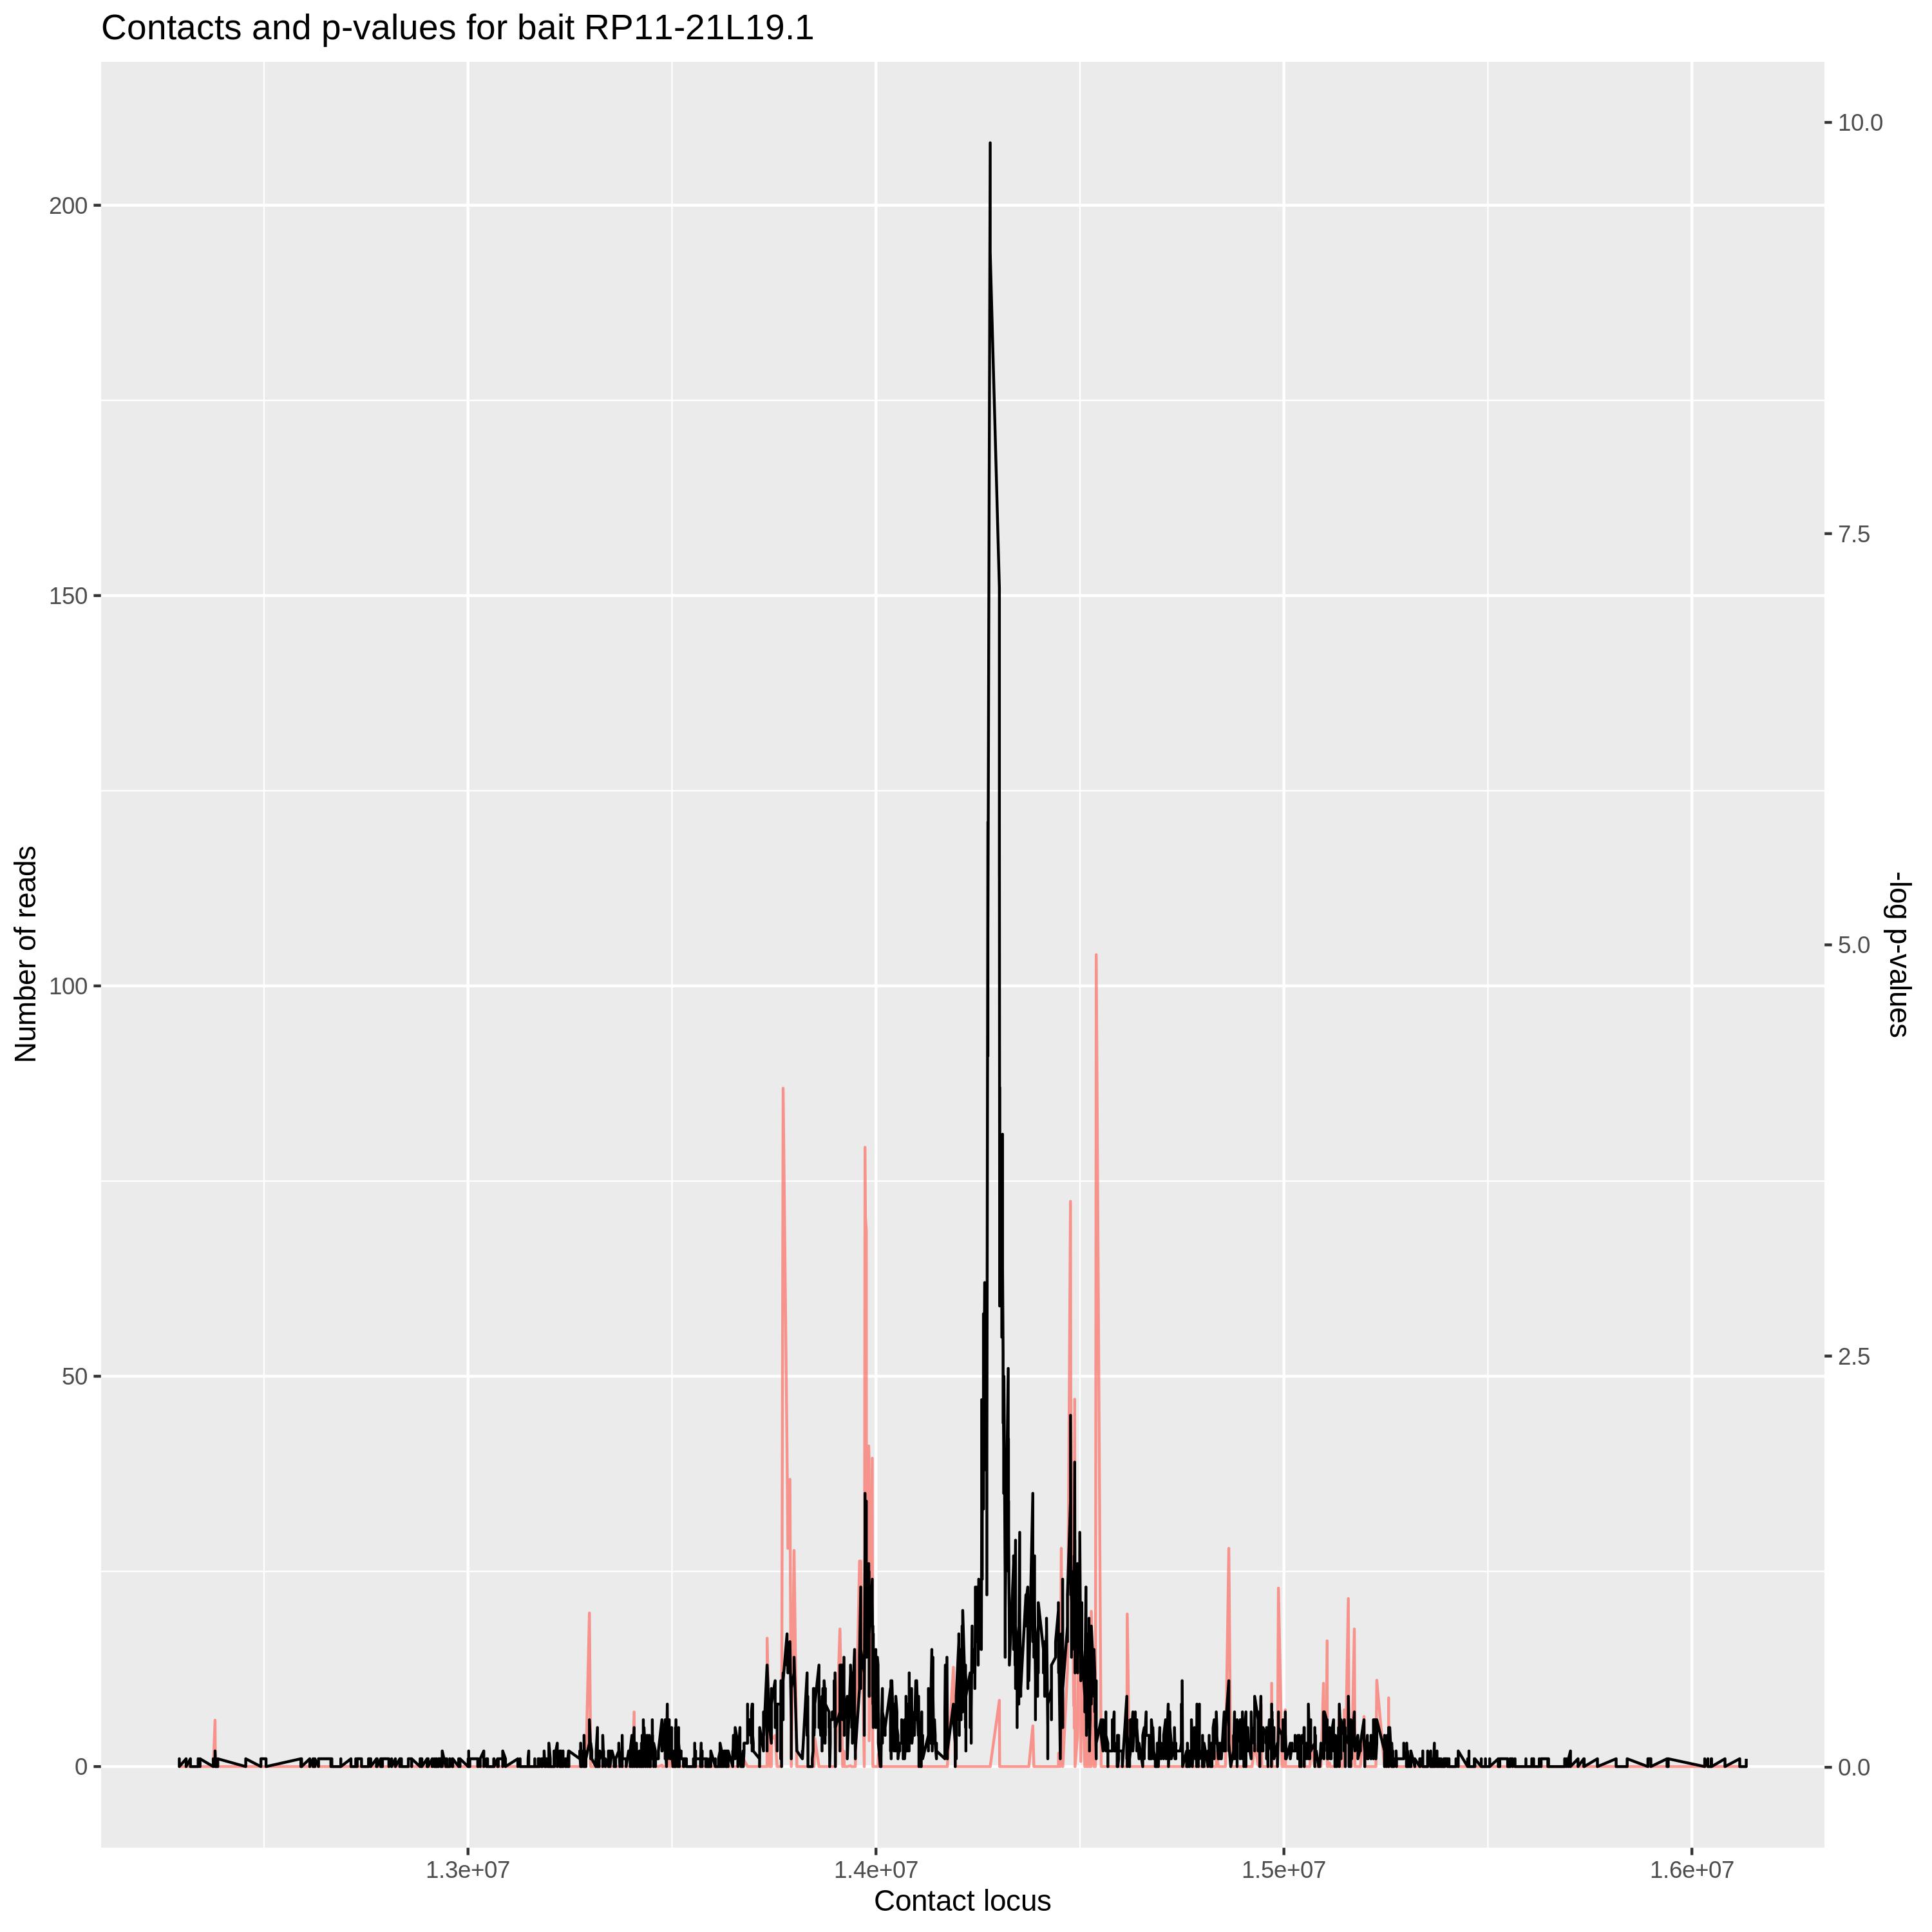 Contacts and p-values for bait RP11-21L19.1
Number of reads
200
150
100
50
0
10.0
7.5
5.0
2.5
0.0
-log p-values
1.3e+07
1.4e+07
1.5e+07
1.6e+07
Contact locus